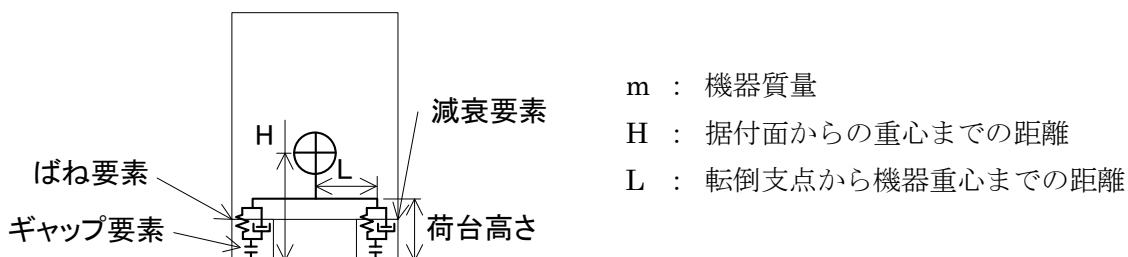 H
減衰要素
L
ばね要素
ギャップ要素
荷台高さ
m : 機器質量
H : 据付面からの重心までの距離
L : 転倒支点から機器重心までの距離